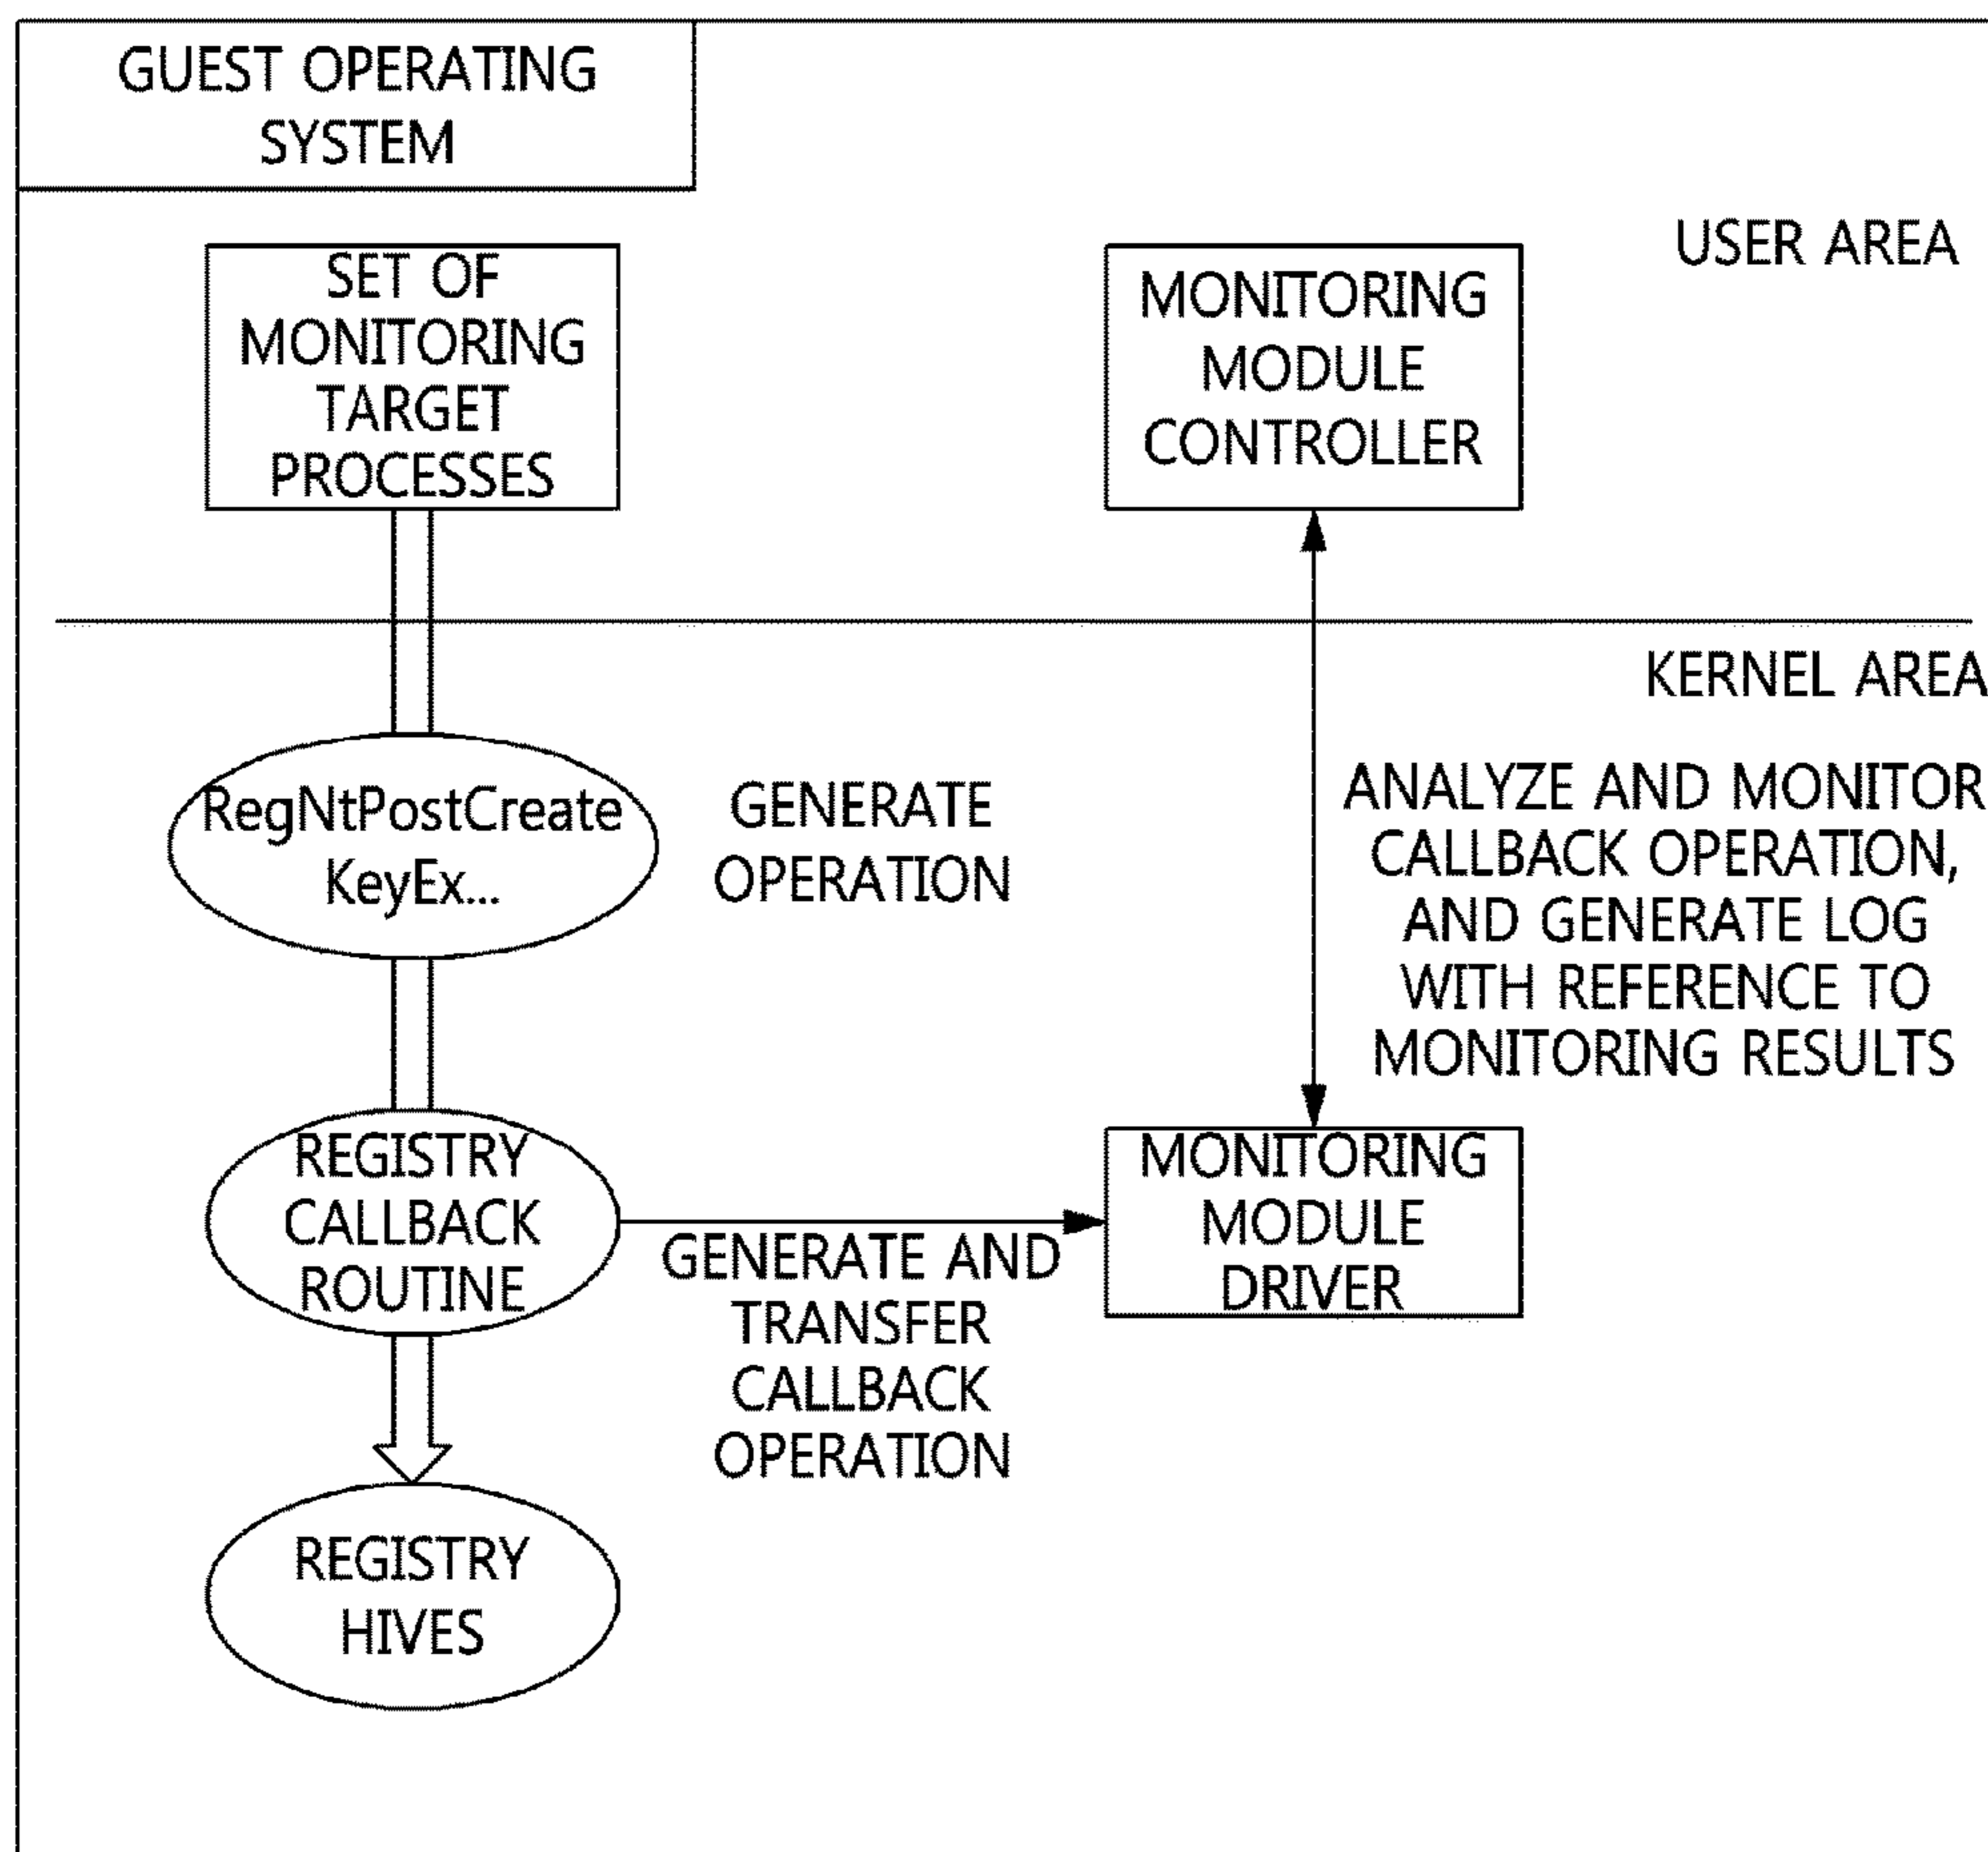 GUEST OPERATING
SYSTEM
USER AREA
SET OF
MONITORING
TARGET
PROCESSES
MONITORING
MODULE
CONTROLLER
KERNEL AREA
RegNtPostCreate
KeyEx...
GENERATE
OPERATION
ANALYZE AND MONITOR
CALLBACK OPERATION,
AND GENERATE LOG
WITH REFERENCE TO
MONITORING RESULTS
REGISTRY
CALLBACK
ROUTINE
GENERATE AND
TRANSFER
CALLBACK
OPERATION
MONITORING
MODULE
DRIVER
REGISTRY
HIVES